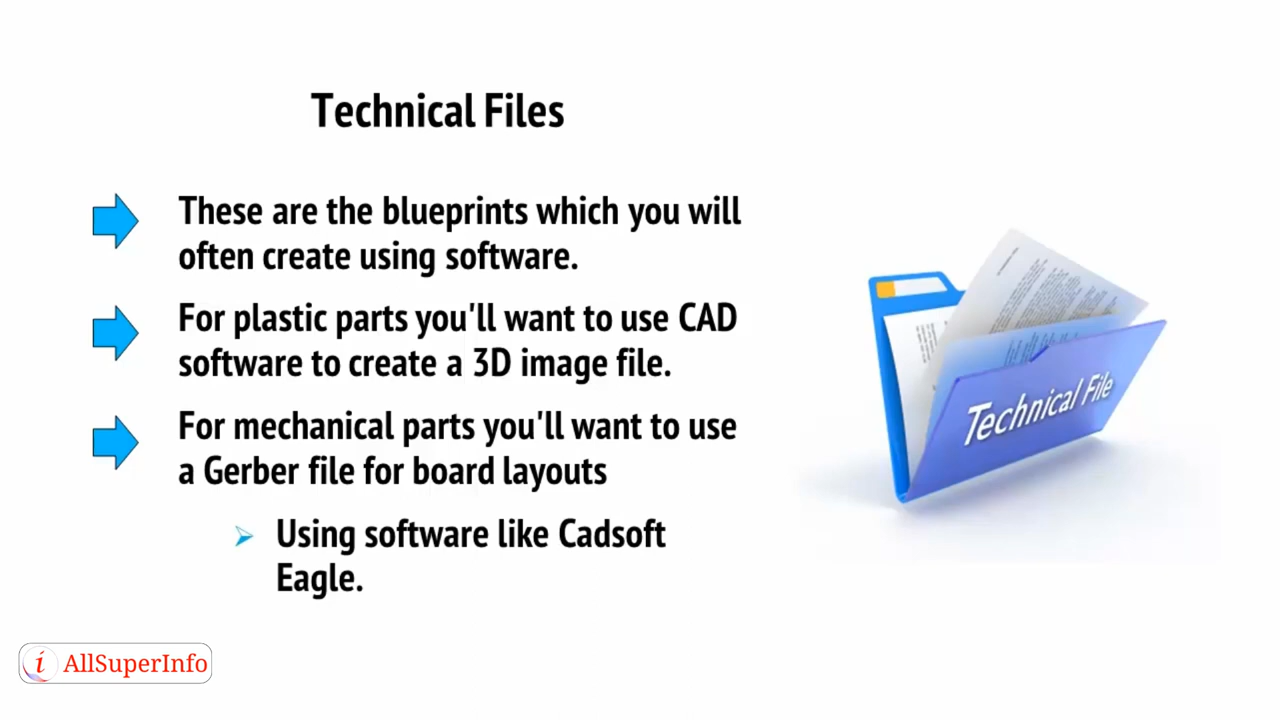 Technical Files
These are the blueprints which you will
often create using software.
For plastic parts you'll want to use CAD
software to create a 3D image file.
For mechanical parts you'll want to use
a Gerber file for board layouts
Using software like Cadsoft
Eagle.
Technical File
i AllSuperInfo